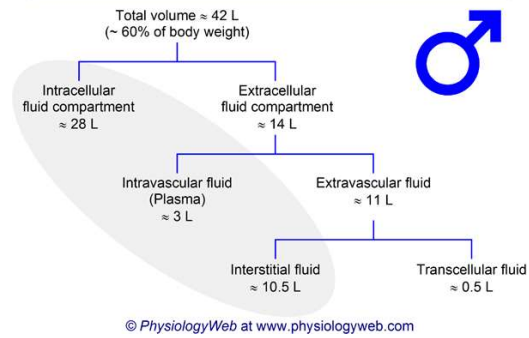 Total volume ≈ 42 L
(~ 60% of body weight)
Intracellular
fluid compartment
≈ 28 L
Extracellular
fluid compartment
≈ 14 L
Intravascular fluid
(Plasma)
≈ 3 L
Extravascular fluid
≈ 11 L
Interstitial fluid
≈ 10.5 L
Transcellular fluid
≈ 0.5 L
© PhysiologyWeb at www.physiologyweb.com